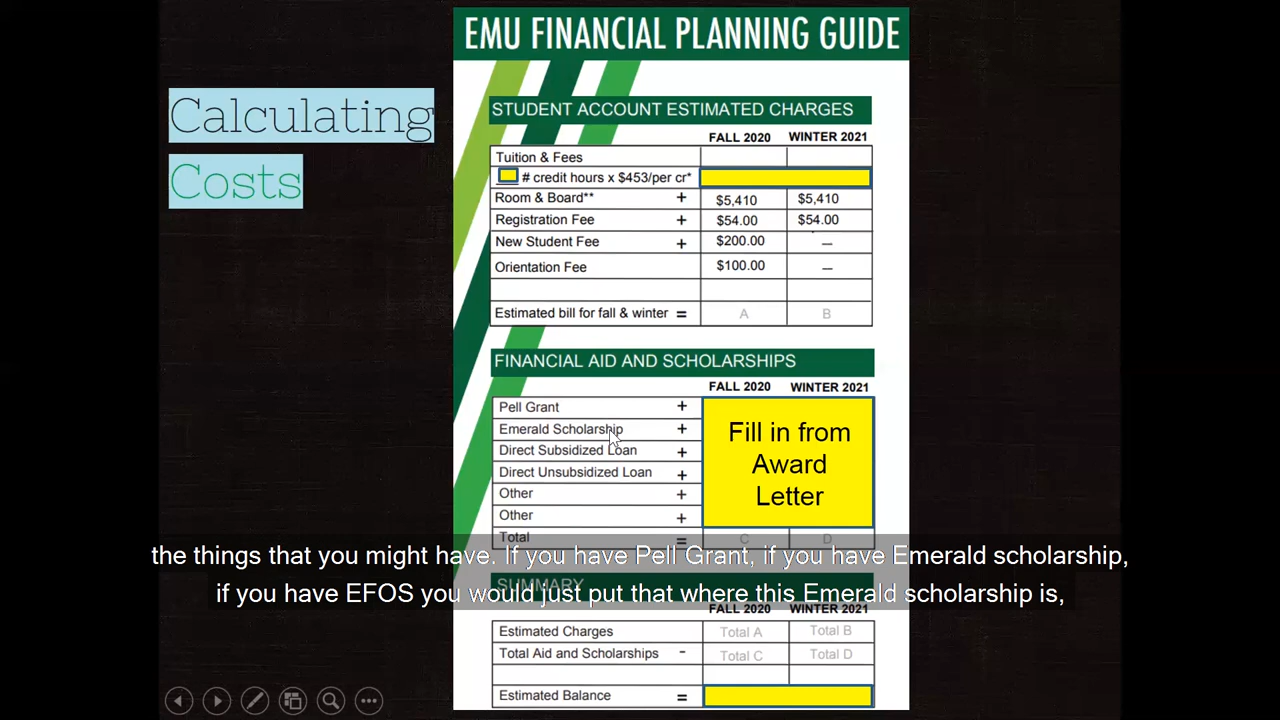 EMU FINANCIAL PLANNING GUIDE
Calculating
Costs
STUDENT ACCOUNT ESTIMATED CHARGES
FALL 2020 WINTER 2021
Tuition & Fees
# credit hours x $453/per cr*
Room & Board** + $5,410 $5,410
Registration Fee + $54.00 $54.00
New Student Fee + $200.00 —
Orientation Fee $100.00 —
Estimated bill for fall & winter = A B
FINANCIAL AID AND SCHOLARSHIPS
FALL 2020 WINTER 2021
Pell Grant +
Emerald Scholarship +
Direct Subsidized Loan +
Direct Unsubsidized Loan +
Other +
Other +
Fill in from
Award
Letter
Total = C D
the things that you might have. If you have Pell Grant, if you have Emerald scholarship,
SUMMARY
if you have EFOS you would just put that where this Emerald scholarship is,
FALL 2020 WINTER 2021
Estimated Charges Total A Total B
Total Aid and Scholarships - Total C Total D
Estimated Balance =